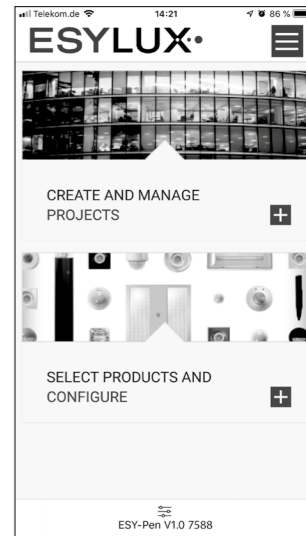 Telekom.de 14:21 86 %
ESYLUX
CREATE AND MANAGE
PROJECTS
SELECT PRODUCTS AND
CONFIGURE
ESY-Pen V1.0 7588